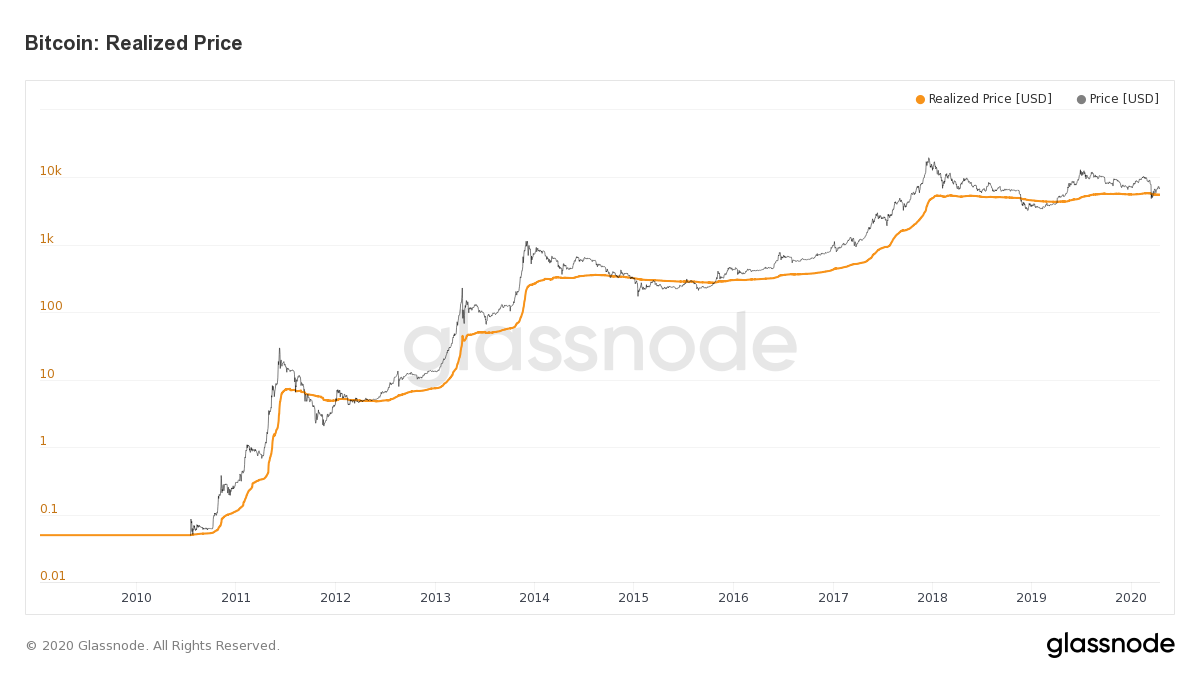 Bitcoin: Realized Price
Realized Price [USD] Price [USD]
10k
1k
100
glassnode
10
1
0.1
0.01
2010 2011 2012 2013 2014 2015 2016 2017 2018 2019 2020
© 2020 Glassnode. All Rights Reserved.
glassnode